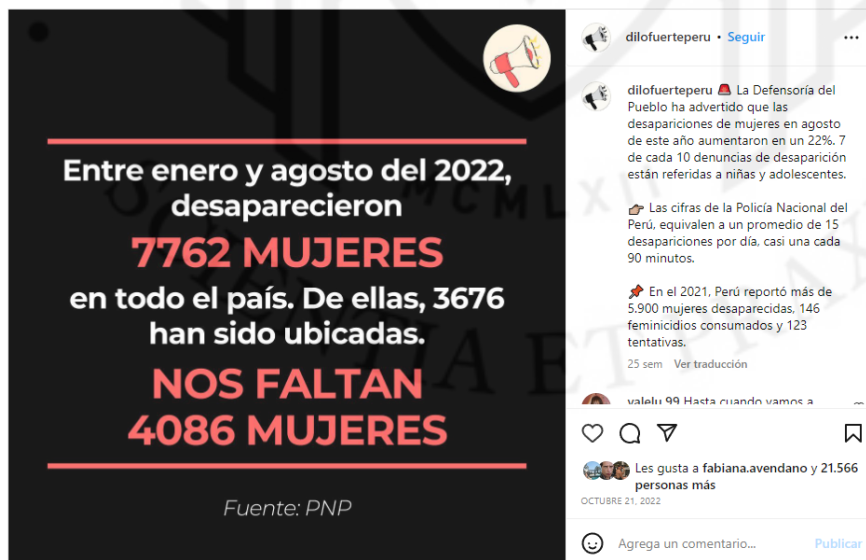 Entre enero y agosto del 2022,
desaparecieron
7762 MUJERES
en todo el país. De ellas, 3676
han sido ubicadas.
NOS FALTAN
4086 MUJERES
Fuente: PNP
dilofuerteperu • Seguir
dilofuerteperu 🚨 La Defensoría del
Pueblo ha advertido que las
desapariciones de mujeres en agosto
de este año aumentaron en un 22%. 7
de cada 10 denuncias de desaparición
están referidas a niñas y adolescentes.
👉🏽 Las cifras de la Policía Nacional del
Perú, equivalen a un promedio de 15
desapariciones por día, casi una cada
90 minutos.
📌 En el 2021, Perú reportó más de
5.900 mujeres desaparecidas, 146
feminicidios consumados y 123
tentativas.
25 sem Ver traducción
valelu.99 Hasta cuando vamos a
Les gusta a fabiana.avendano y 21.566
personas más
OCTUBRE 21, 2022
Agrega un comentario... Publicar
MCMLXII
SCIENTIA ET PRAXIS